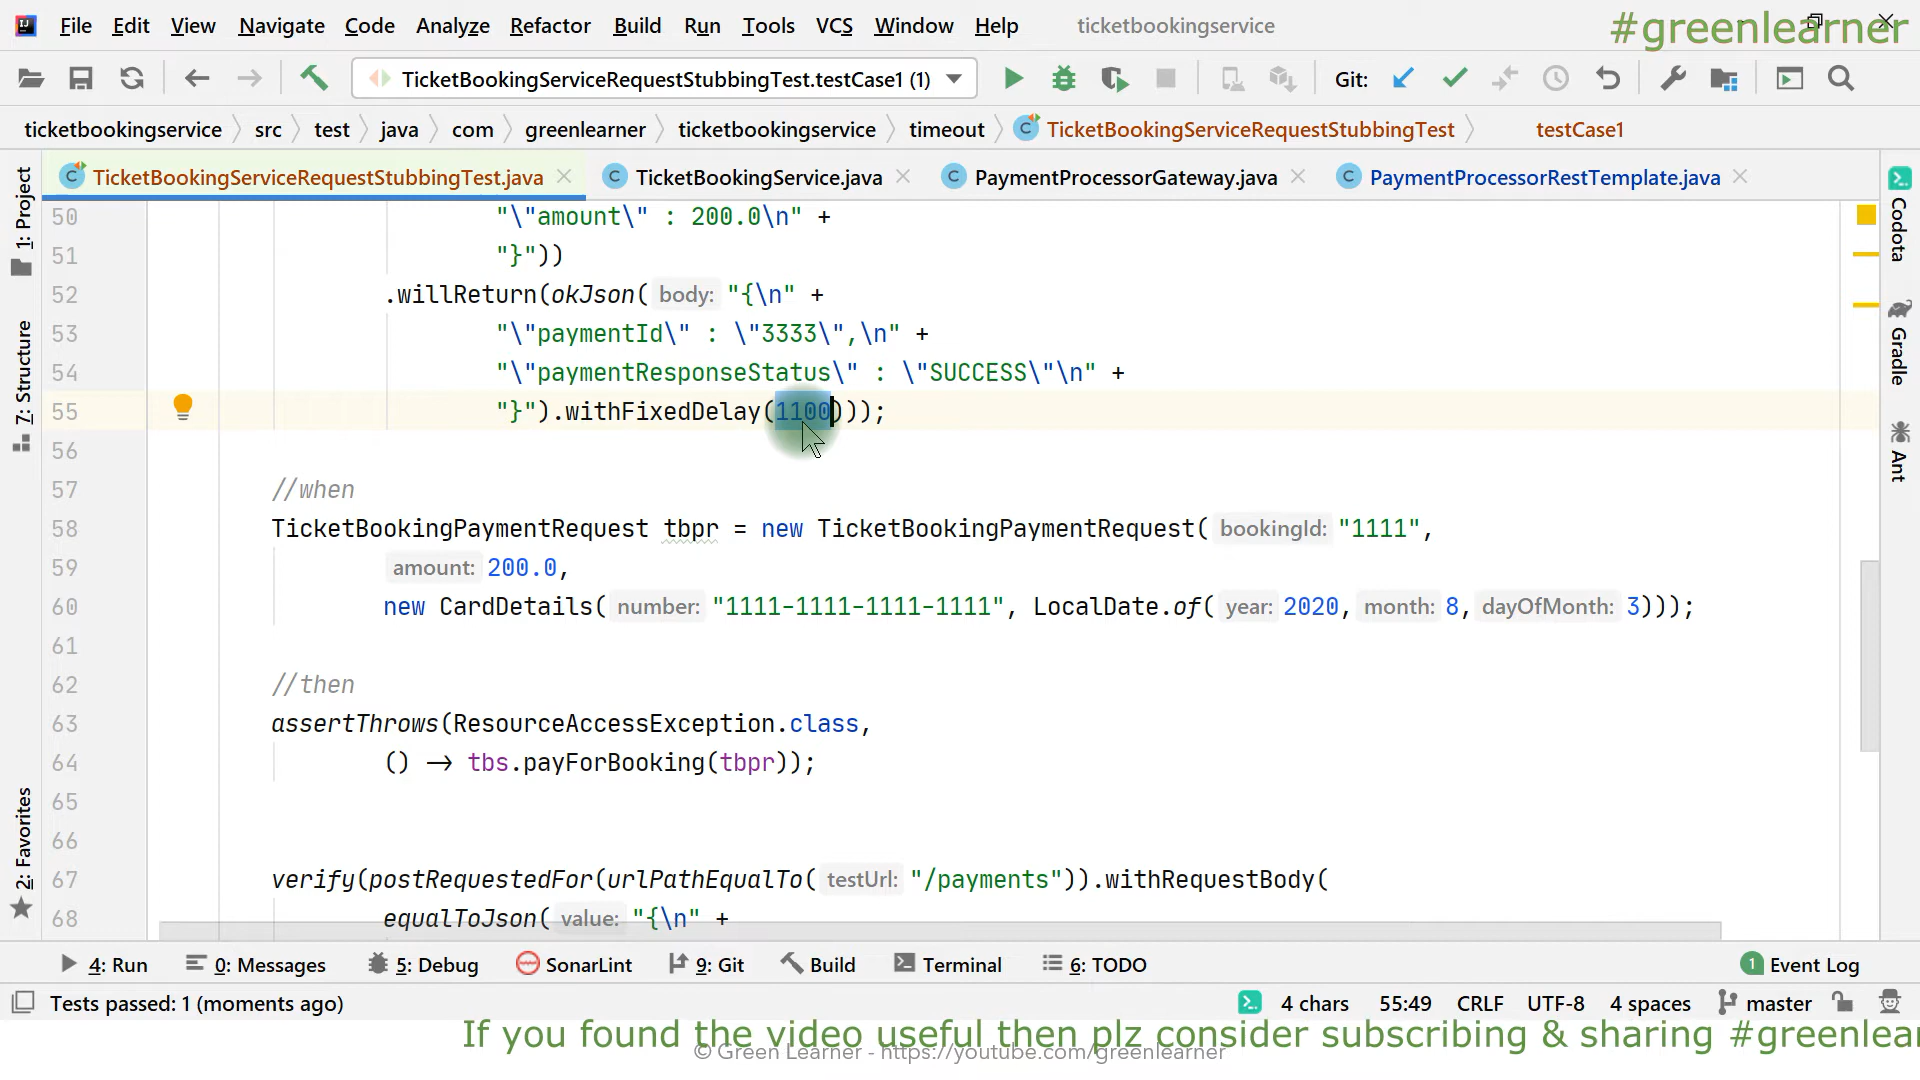 File Edit View Navigate Code Analyze Refactor Build Run Tools VCS Window Help ticketbookingservice #greenlearner
TicketBookingServiceRequestStubbingTest.testCase1 (1) Git:
ticketbookingservice src test java com greenlearner ticketbookingservice timeout TicketBookingServiceRequestStubbingTest testCase1
TicketBookingServiceRequestStubbingTest.java TicketBookingService.java PaymentProcessorGateway.java PaymentProcessorRestTemplate.java
1: Project
7: Structure
2: Favorites
50 "\"amount\" : 200.0\n" +
51 "}"))
52 .willReturn(okJson( body: "{\n" +
53 "\"paymentId\" : \"3333\",\n" +
54 "\"paymentResponseStatus\" : \"SUCCESS\"\n" +
55 "}").withFixedDelay(1100)));
56
57 //when
58 TicketBookingPaymentRequest tbpr = new TicketBookingPaymentRequest( bookingId: "1111",
59 amount: 200.0,
60 new CardDetails( number: "1111-1111-1111-1111", LocalDate.of( year: 2020, month: 8, dayOfMonth: 3)));
61
62 //then
63 assertThrows(ResourceAccessException.class,
64 () -> tbs.payForBooking(tbpr));
65
66
67 verify(postRequestedFor(urlPathEqualTo( testUrl: "/payments")).withRequestBody(
68 equalToJson( value: "{\n" +
Codota
Gradle
Ant
4: Run 0: Messages 5: Debug SonarLint 9: Git Build Terminal 6: TODO 1 Event Log
Tests passed: 1 (moments ago) 4 chars 55:49 CRLF UTF-8 4 spaces master
If you found the video useful then plz consider subscribing & sharing #greenlear
© Green Learner - https://youtube.com/greenlearner